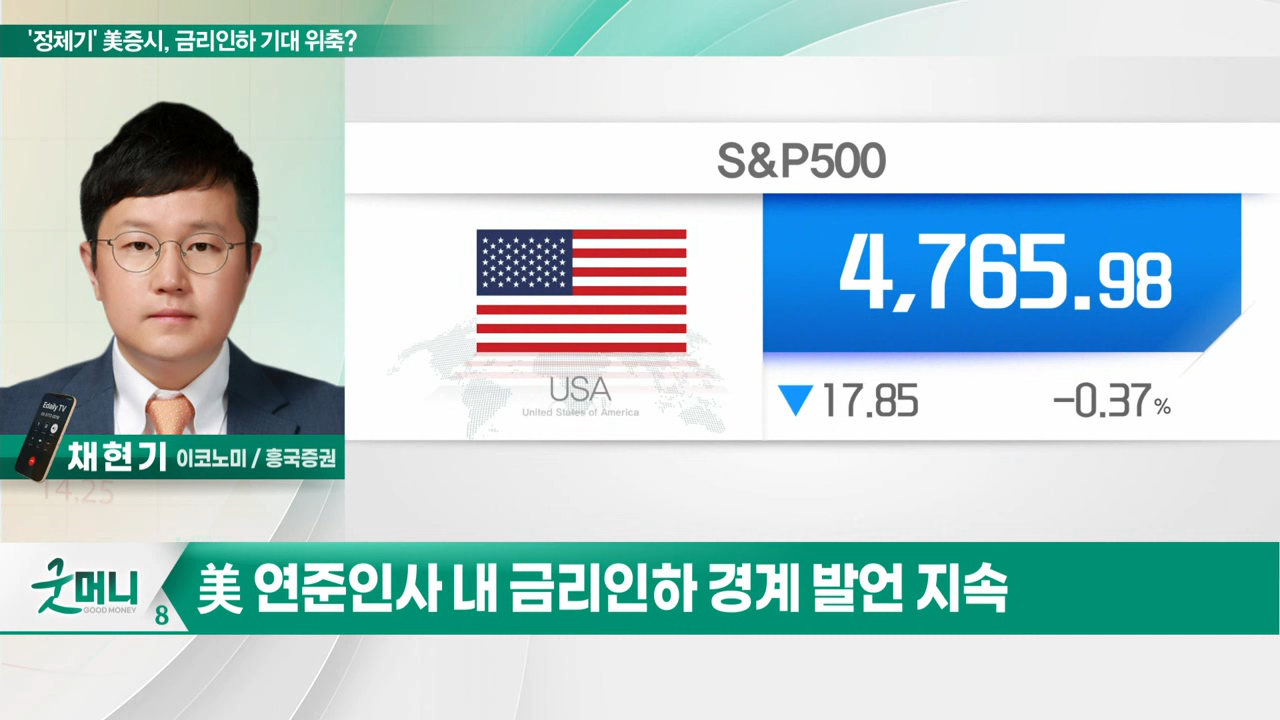 '정체기' 美증시, 금리인하 기대 위축?
S&P500
4,765.98
USA
United States of America
▼17.85
-0.37%
Edaily TV
채현기 이코노미 / 흥국증권
14.25
굿머니
GOOD MONEY
8
美 연준인사 내 금리인하 경계 발언 지속